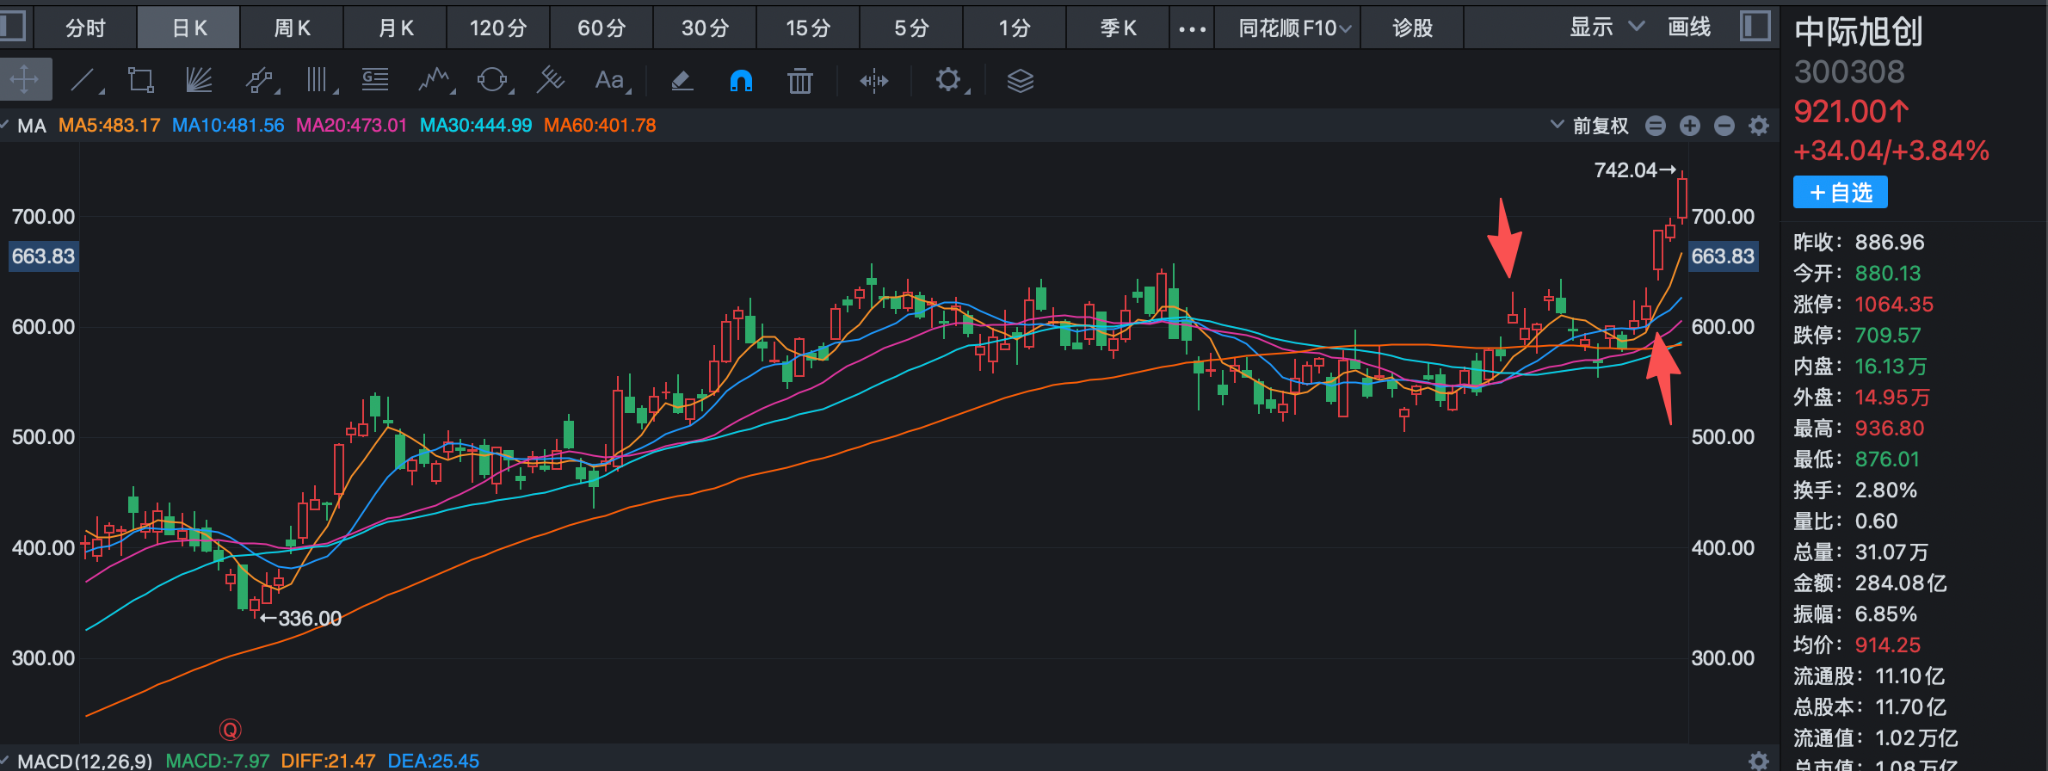 分时 日K 周K 月K 120分 60分 30分 15分 5分 1分 季K ••• 同花顺F10 诊股 显示 画线
Aa
MA MA5:483.17 MA10:481.56 MA20:473.01 MA30:444.99 MA60:401.78 前复权
742.04→
700.00 700.00
663.83 663.83
600.00 600.00
500.00 500.00
400.00 400.00
←336.00
300.00 300.00
Q
MACD(12,26,9) MACD:-7.97 DIFF:21.47 DEA:25.45
中际旭创
300308
921.00↑
+34.04/+3.84%
+自选
昨收: 886.96
今开: 880.13
涨停: 1064.35
跌停: 709.57
内盘: 16.13万
外盘: 14.95万
最高: 936.80
最低: 876.01
换手: 2.80%
量比: 0.60
总量: 31.07万
金额: 284.08亿
振幅: 6.85%
均价: 914.25
流通股: 11.10亿
总股本: 11.70亿
流通值: 1.02万亿
总市值: 1.08万亿